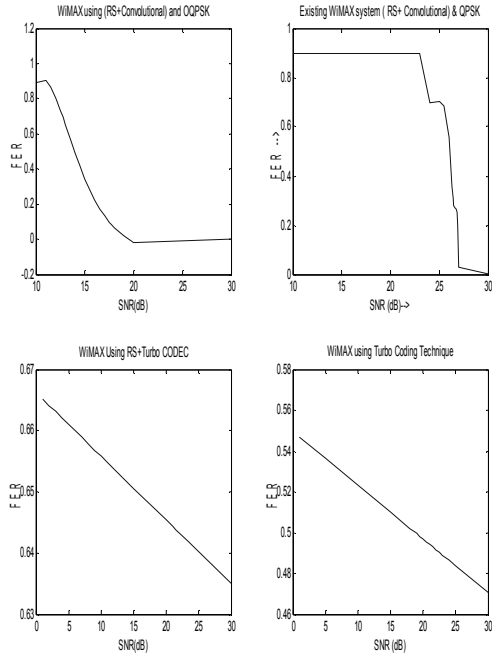 WiMAX using (RS+Convolutional) and OQPSK
1.2
1
0.8
0.6
0.4
0.2
0
-0.2
F E R
10 15 20 25 30
SNR(dB)
Existing WiMAX system ( RS+ Convolutional) & QPSK
1
0.8
0.6
0.4
0.2
0
F E R -->
10 15 20 25 30
SNR (dB)-->
WiMAX Using RS+Turbo CODEC
0.67
0.66
0.65
0.64
0.63
F E R
0 5 10 15 20 25 30
SNR(dB)
WiMAX using Turbo Coding Technique
0.58
0.56
0.54
0.52
0.5
0.48
0.46
F E R
0 5 10 15 20 25 30
SNR (dB)